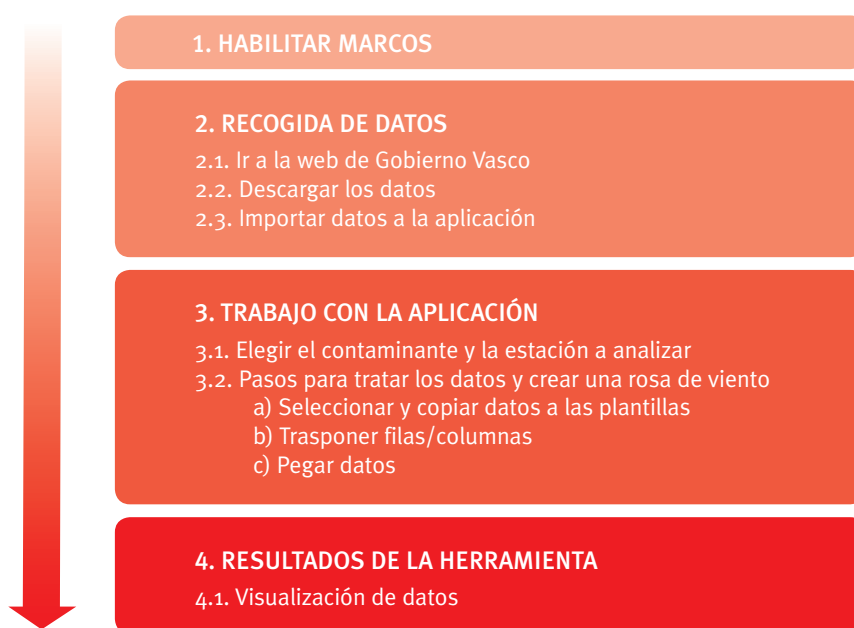 1. HABILITAR MARCOS
2. RECOGIDA DE DATOS
2.1. Ir a la web de Gobierno Vasco
2.2. Descargar los datos
2.3. Importar datos a la aplicación
3. TRABAJO CON LA APLICACIÓN
3.1. Elegir el contaminante y la estación a analizar
3.2. Pasos para tratar los datos y crear una rosa de viento
a) Seleccionar y copiar datos a las plantillas
b) Trasponer filas/columnas
c) Pegar datos
4. RESULTADOS DE LA HERRAMIENTA
4.1. Visualización de datos